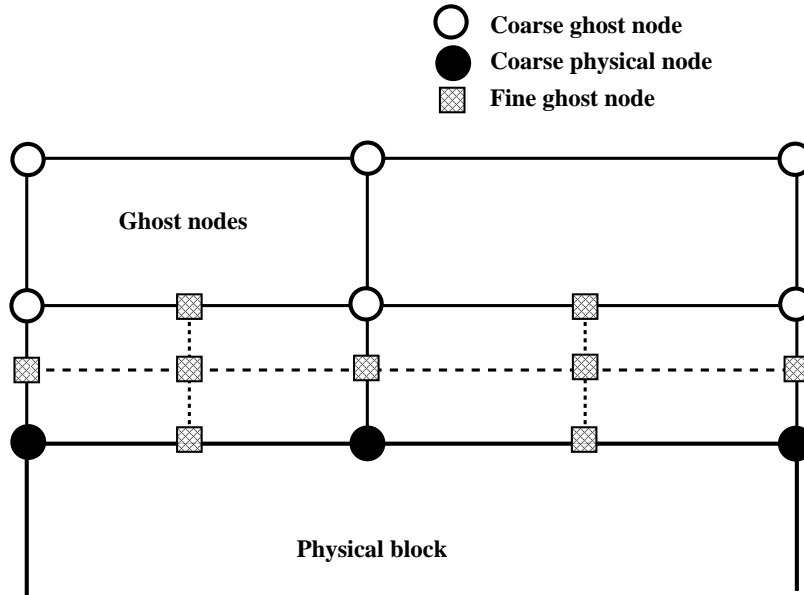 Coarse ghost node
Coarse physical node
Fine ghost node
Ghost nodes
Physical block